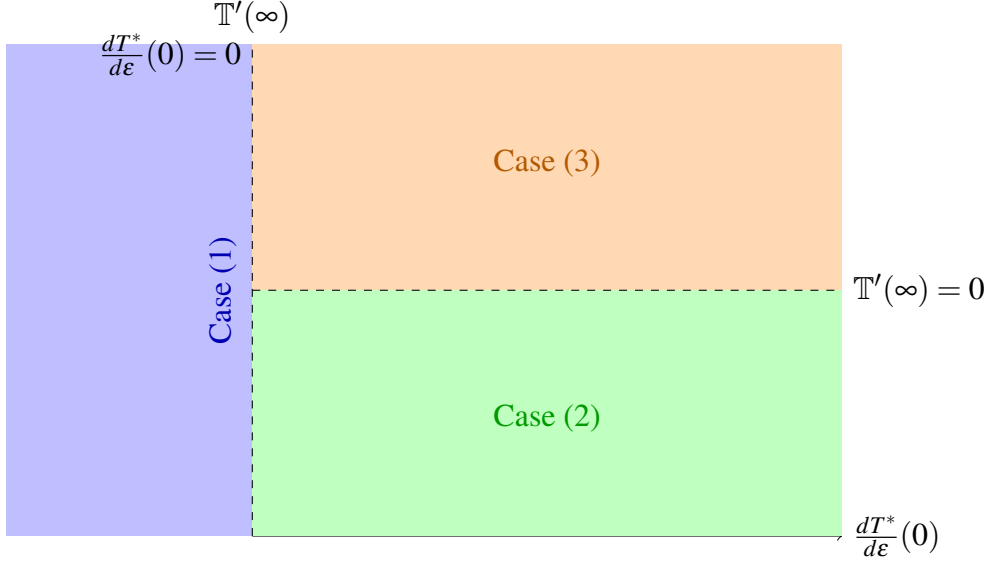 𝕋′(∞)
dT*/dε(0) = 0
Case (3)
Case (1)
𝕋′(∞) = 0
Case (2)
dT*/dε(0)